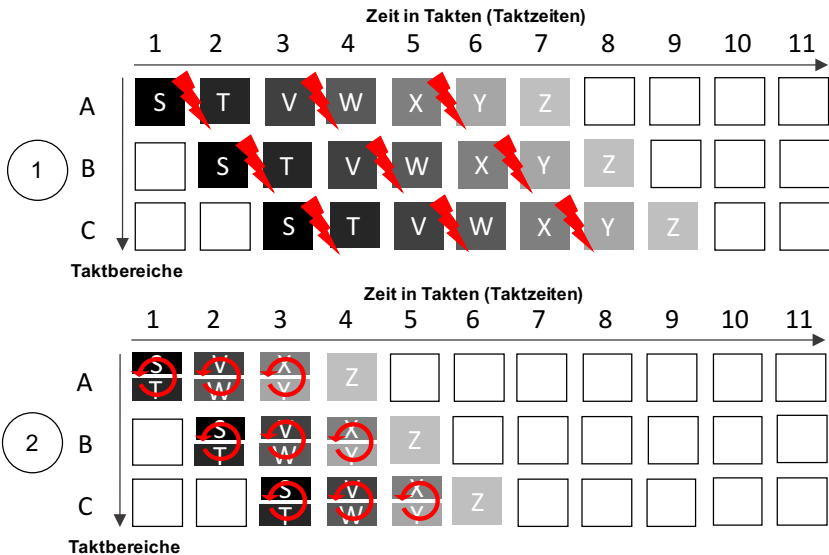 Zeit in Takten (Taktzeiten)
1 2 3 4 5 6 7 8 9 10 11
A S T V W X Y Z
1
B S T V W X Y Z
C S T V W X Y Z
Taktbereiche
Zeit in Takten (Taktzeiten)
1 2 3 4 5 6 7 8 9 10 11
A S V X Z
T W Y
2
B S V X Z
T W Y
C S V X Z
T W Y
Taktbereiche